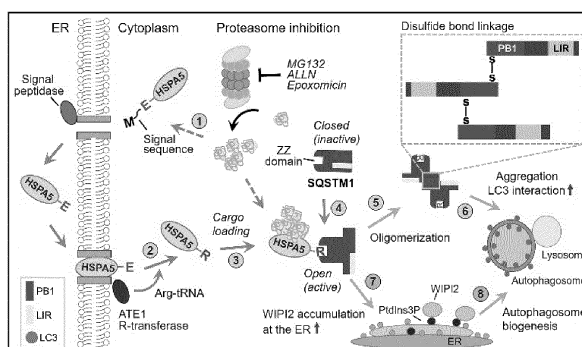 ER
Cytoplasm
Proteasome inhibition
Disulfide bond linkage
MG132
ALLN
Epoxomicin
PB1
LIR
S
S
S
S
Signal
peptidase
M
E
HSPA5
Signal
sequence
1
Closed
(inactive)
ZZ
domain
SQSTM1
HSPA5
E
2
HSPA5
R
Cargo
loading
3
HSPA5
R
4
5
Oligomerization
6
Aggregation
LC3 interaction ↑
HSPA5
E
Arg-tRNA
ATE1
R-transferase
Open
(active)
7
WIPI2 accumulation
at the ER ↑
WIPI2
PtdIns3P
ER
8
Lysosom
Autophagosome
Autophagosome
biogenesis
PB1
LIR
LC3